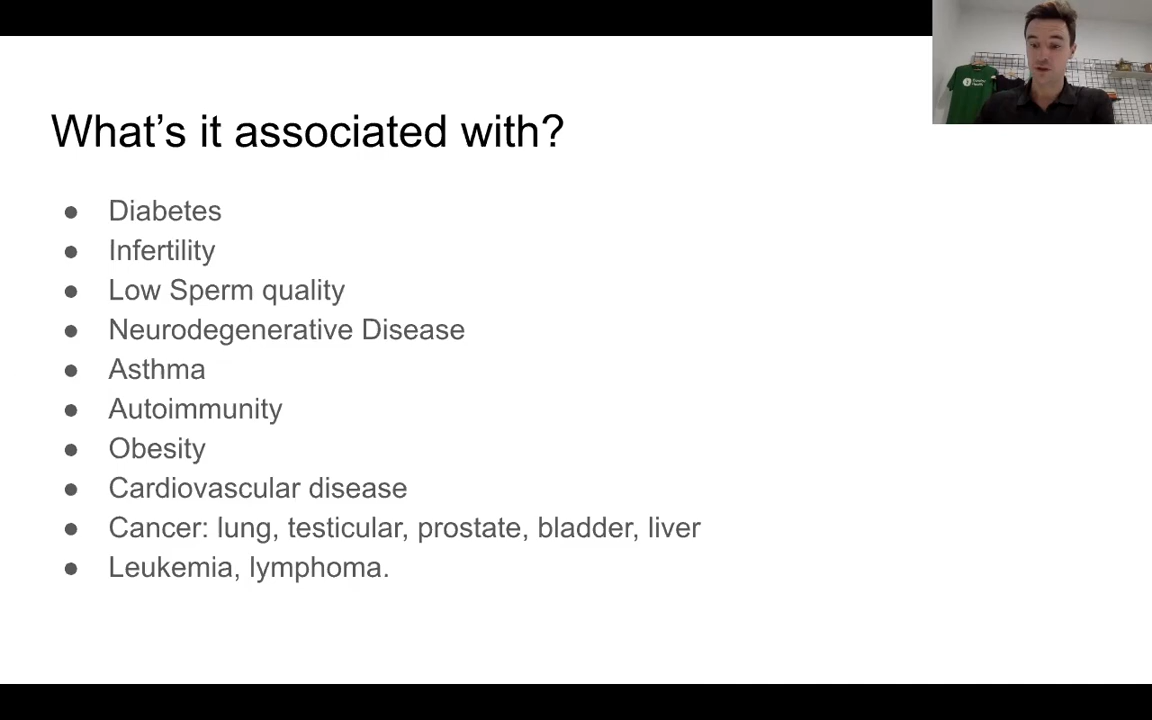 What's it associated with?
● Diabetes
● Infertility
● Low Sperm quality
● Neurodegenerative Disease
● Asthma
● Autoimmunity
● Obesity
● Cardiovascular disease
● Cancer: lung, testicular, prostate, bladder, liver
● Leukemia, lymphoma.